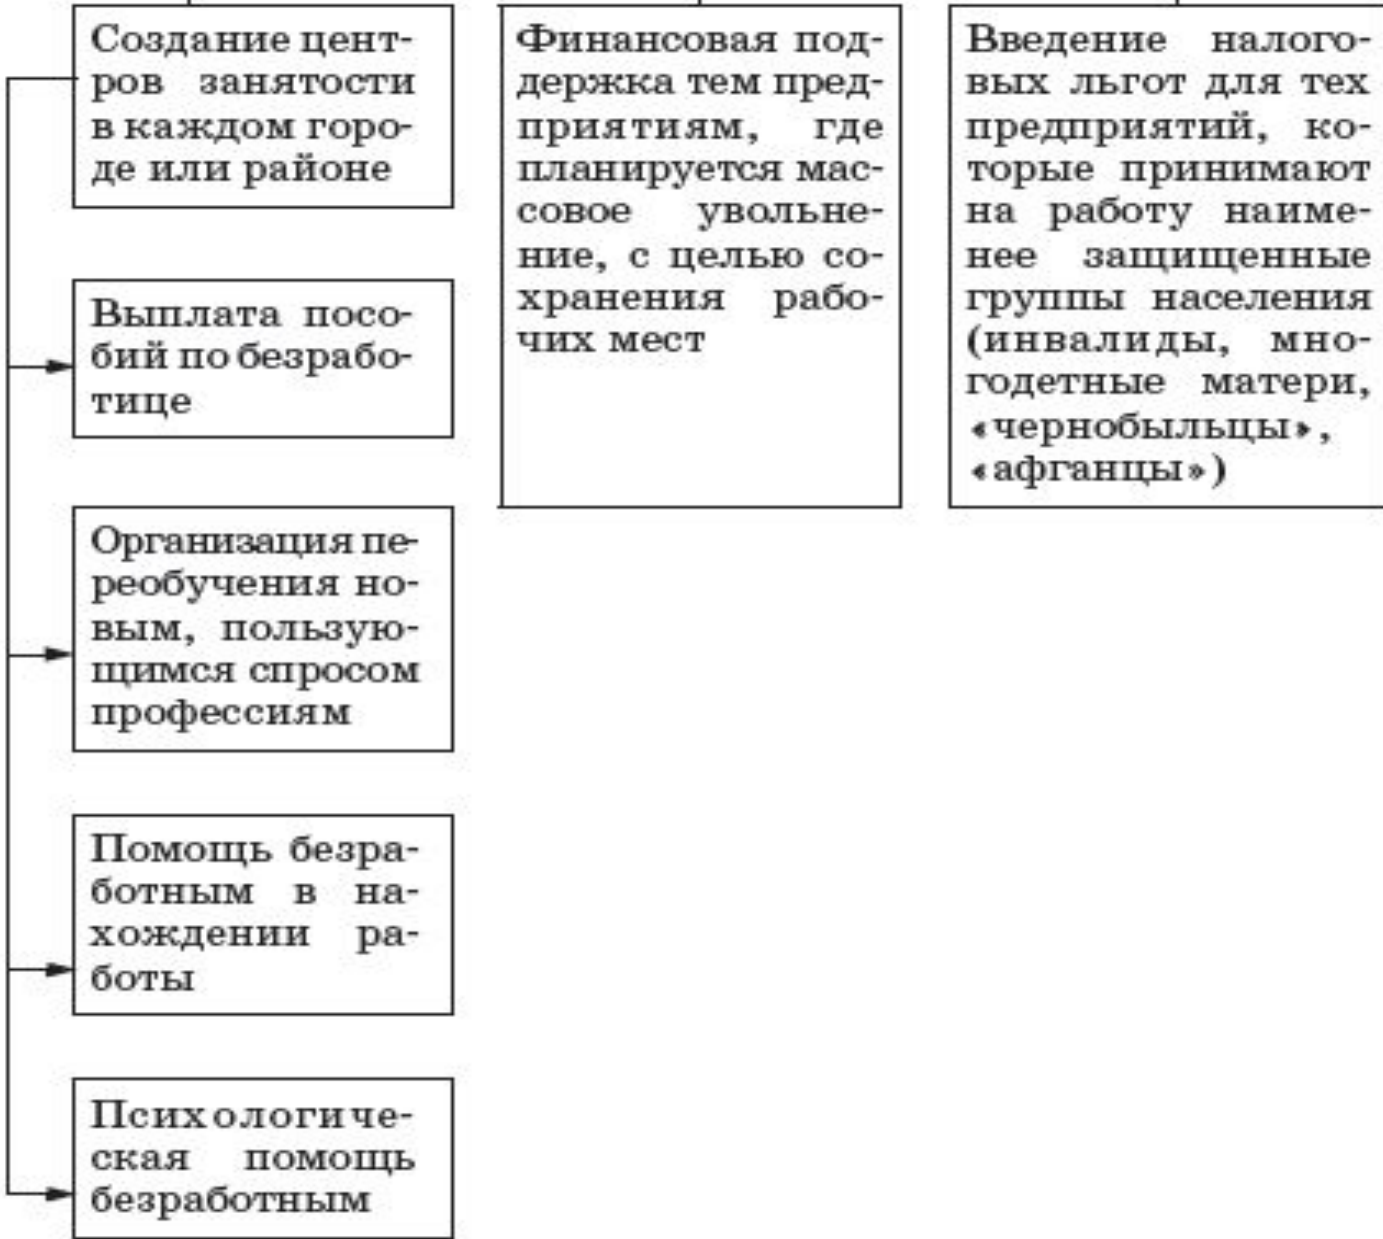 Создание цент-
ров занятости
в каждом горо-
де или районе
Финансовая под-
держка тем пред-
приятиям, где
планируется мас-
совое увольне-
ние, с целью со-
хранения рабо-
чих мест
Введение налого-
вых льгот для тех
предприятий, ко-
торые принимают
на работу наиме-
нее защищенные
группы населения
(инвалиды, мно-
годетные матери,
«чернобыльцы»,
«афганцы»)
Выплата посо-
бий по безрабо-
тице
Организация пе-
реобучения но-
вым, пользую-
щимся спросом
профессиям
Помощь безра-
ботным в на-
хождении ра-
боты
Психологиче-
ская помощь
безработным